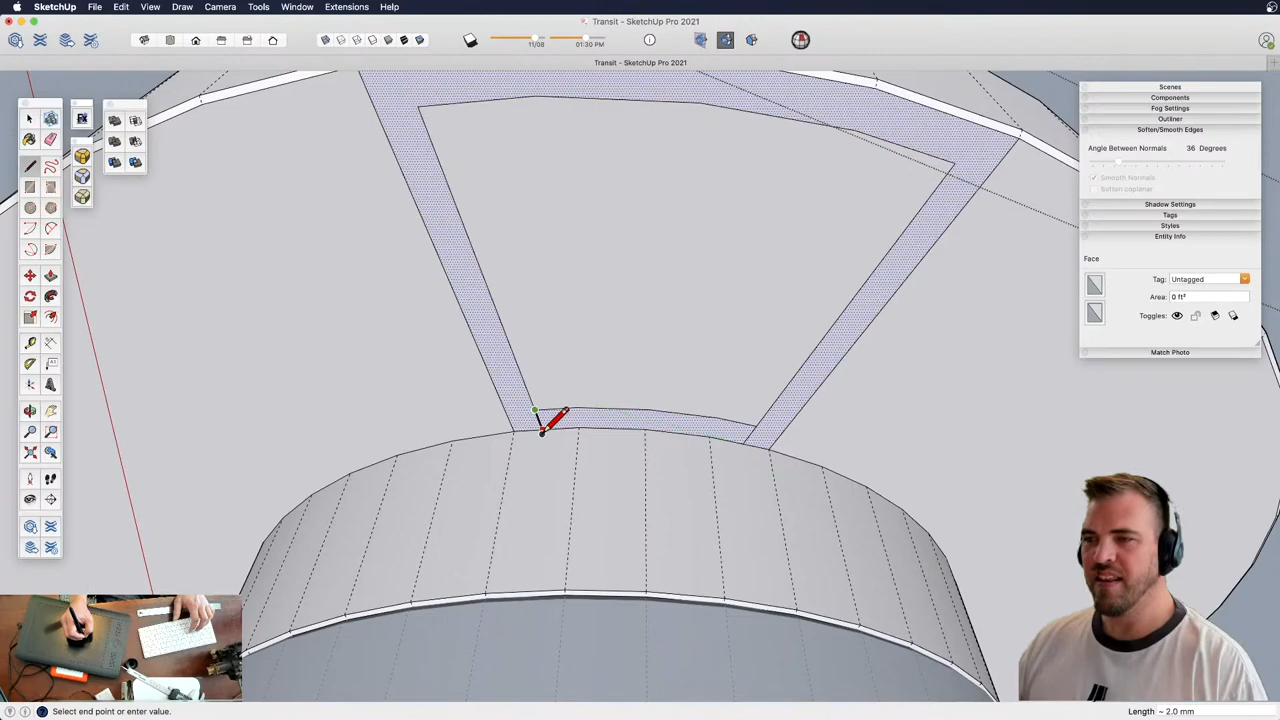 SketchUp File Edit View Draw Camera Tools Window Extensions Help
Transit - SketchUp Pro 2021
11/08 01:30 PM
Transit - SketchUp Pro 2021
Scenes
Components
Fog Settings
Outliner
Soften/Smooth Edges
Angle Between Normals 36 Degrees
Smooth Normals
Soften coplanar
Shadow Settings
Tags
Styles
Entity Info
Face
Tag: Untagged
Area: 0 ft²
Toggles:
Match Photo
Select end point or enter value.
Length ~ 2.0 mm